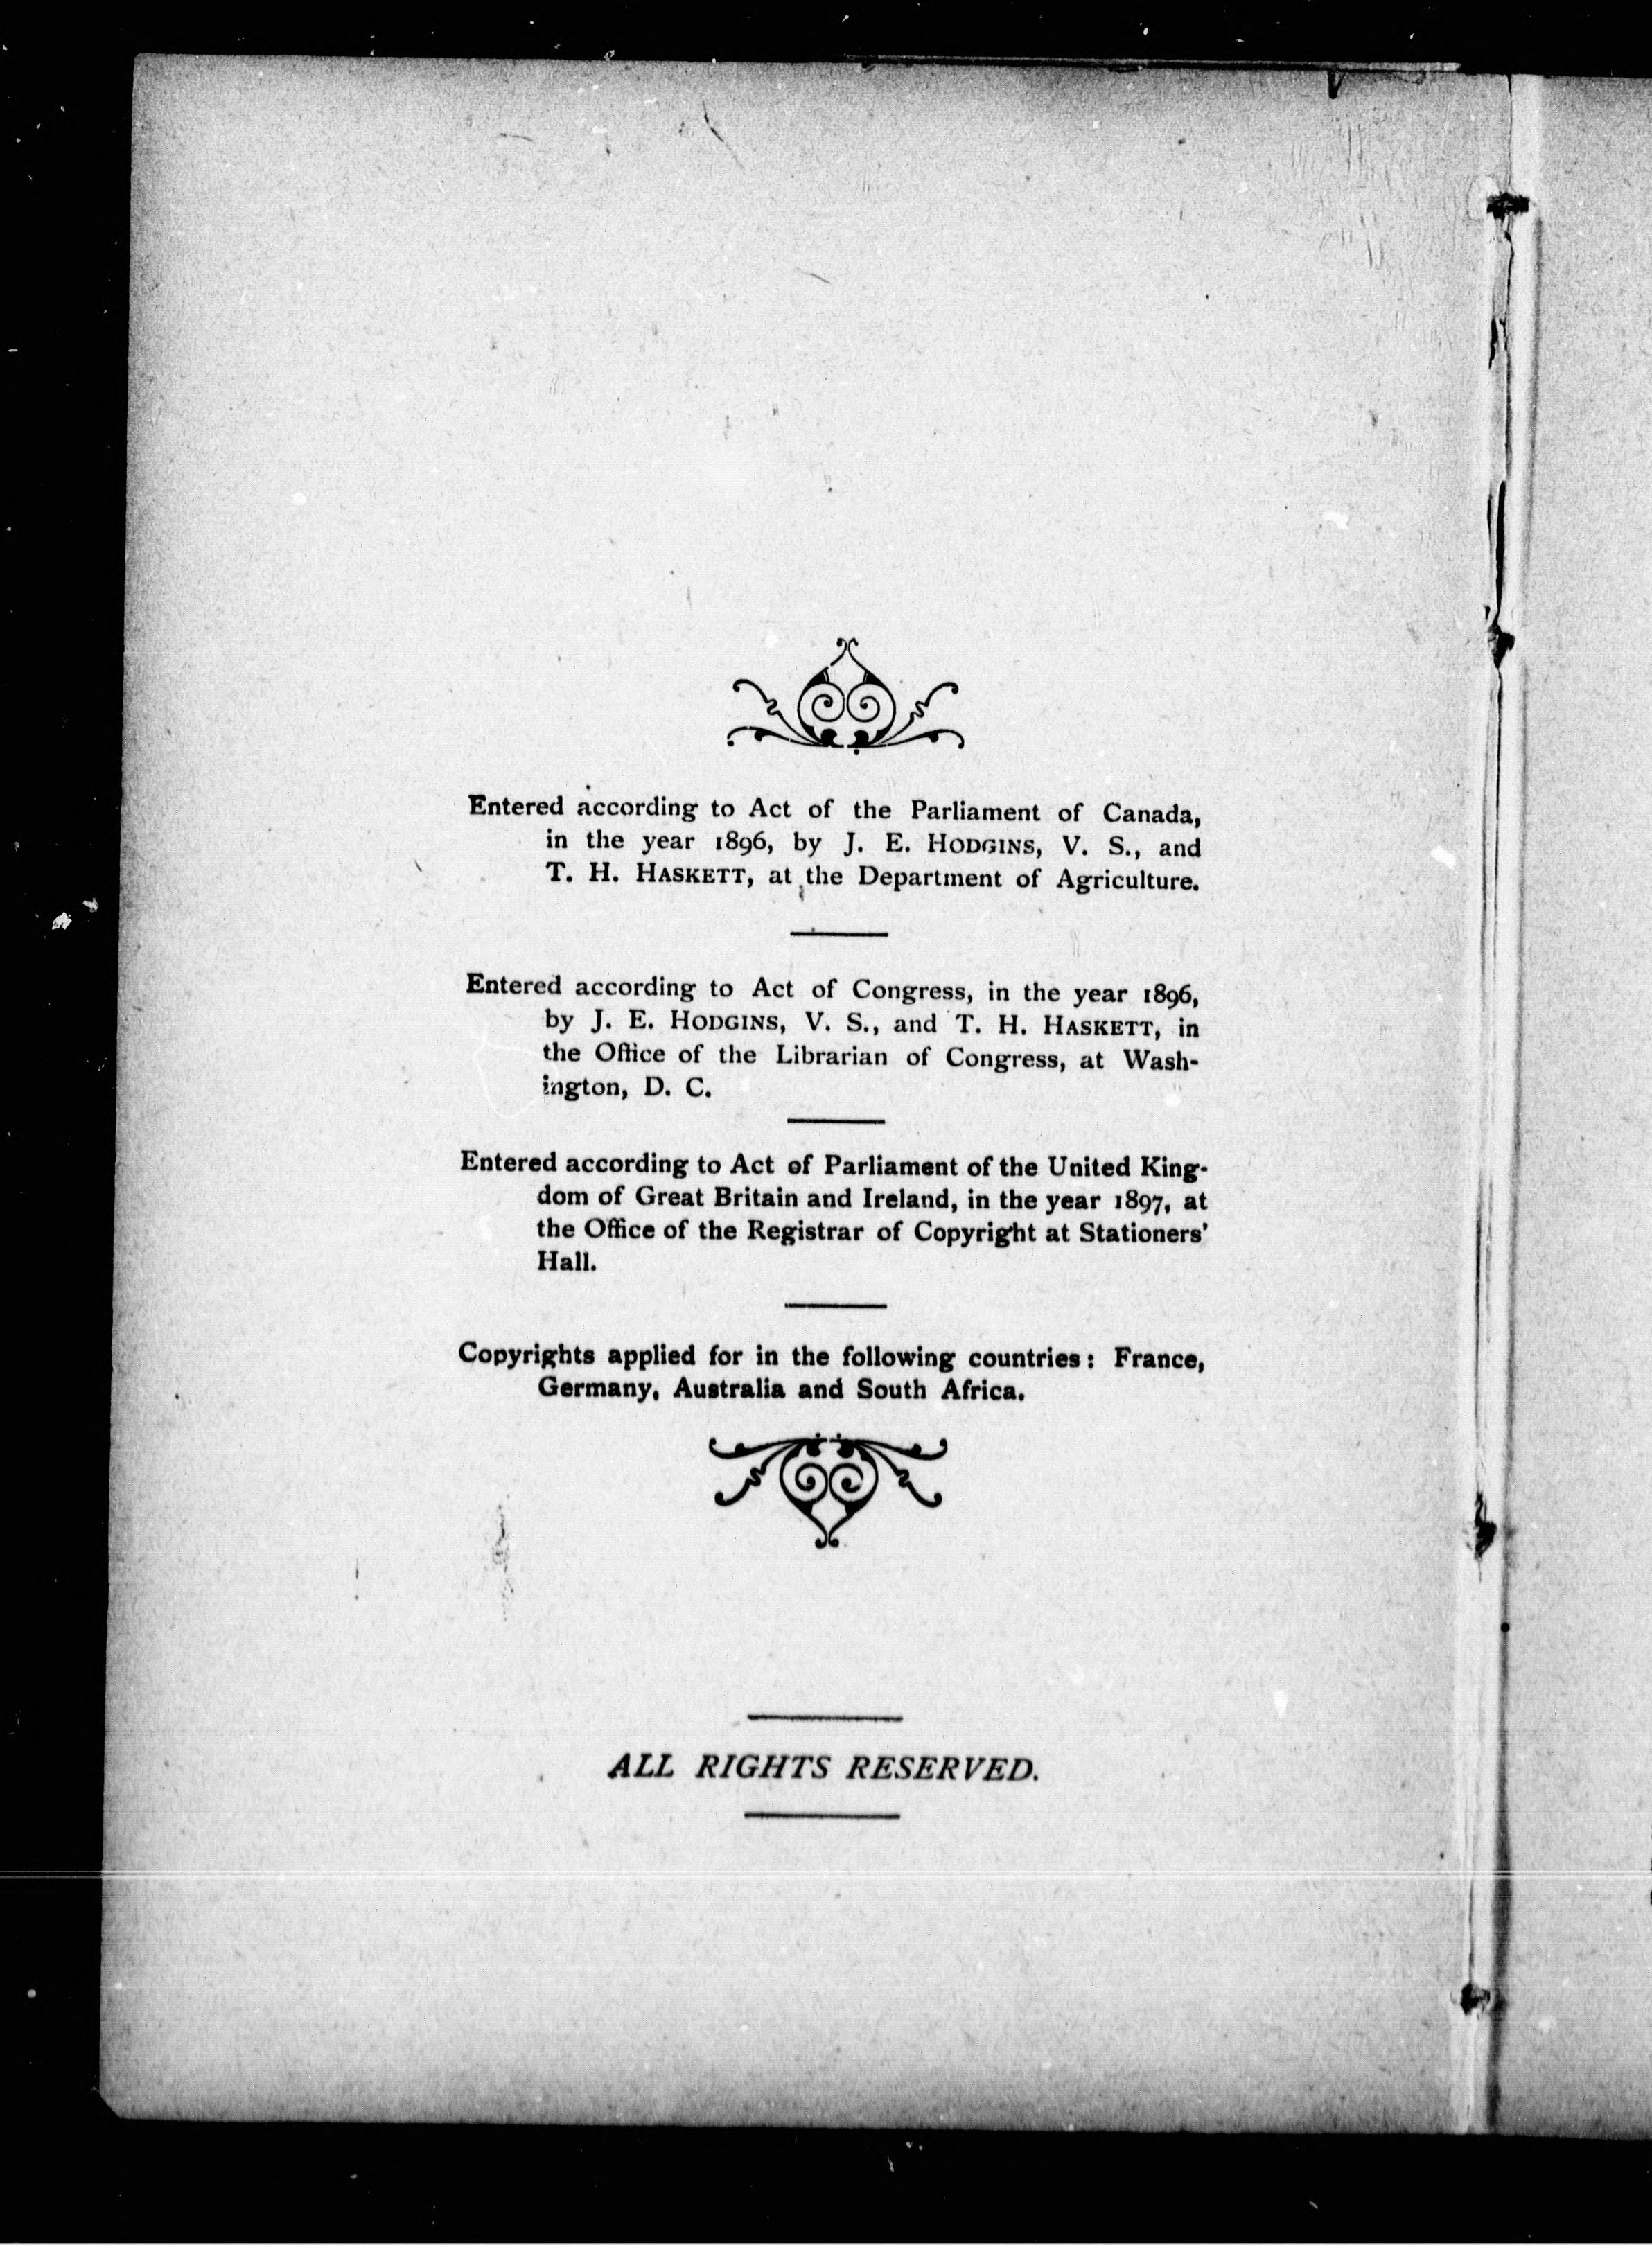 Entered according to Act of the Parliament of Canada,
in the year 1896, by J. E. HODGINS, V. S., and
T. H. HASKETT, at the Department of Agriculture.
Entered according to Act of Congress, in the year 1896,
by J. E. HODGINS, V. S., and T. H. HASKETT, in
the Office of the Librarian of Congress, at Wash-
ington, D. C.
Entered according to Act of Parliament of the United King-
dom of Great Britain and Ireland, in the year 1897, at
the Office of the Registrar of Copyright at Stationers'
Hall.
Copyrights applied for in the following countries: France,
Germany, Australia and South Africa.
ALL RIGHTS RESERVED.